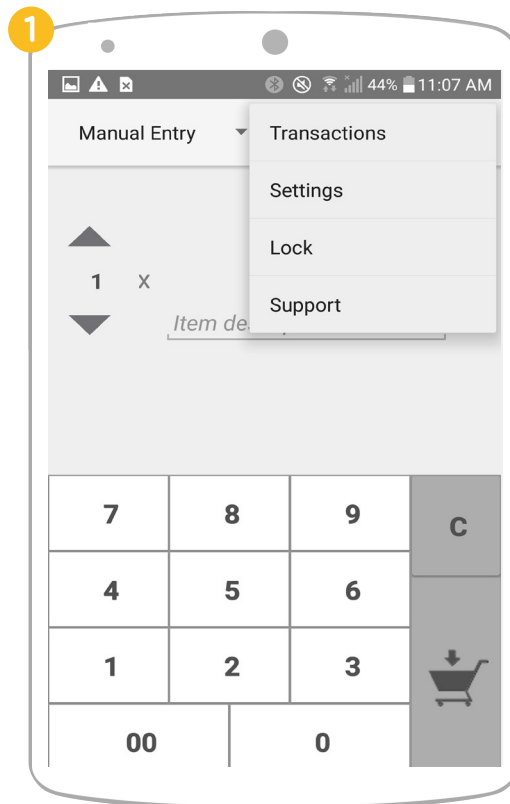 1
44% 11:07 AM
Manual Entry
Transactions
Settings
Lock
Support
1 x
Item de
7 8 9 C
4 5 6
1 2 3
00 0